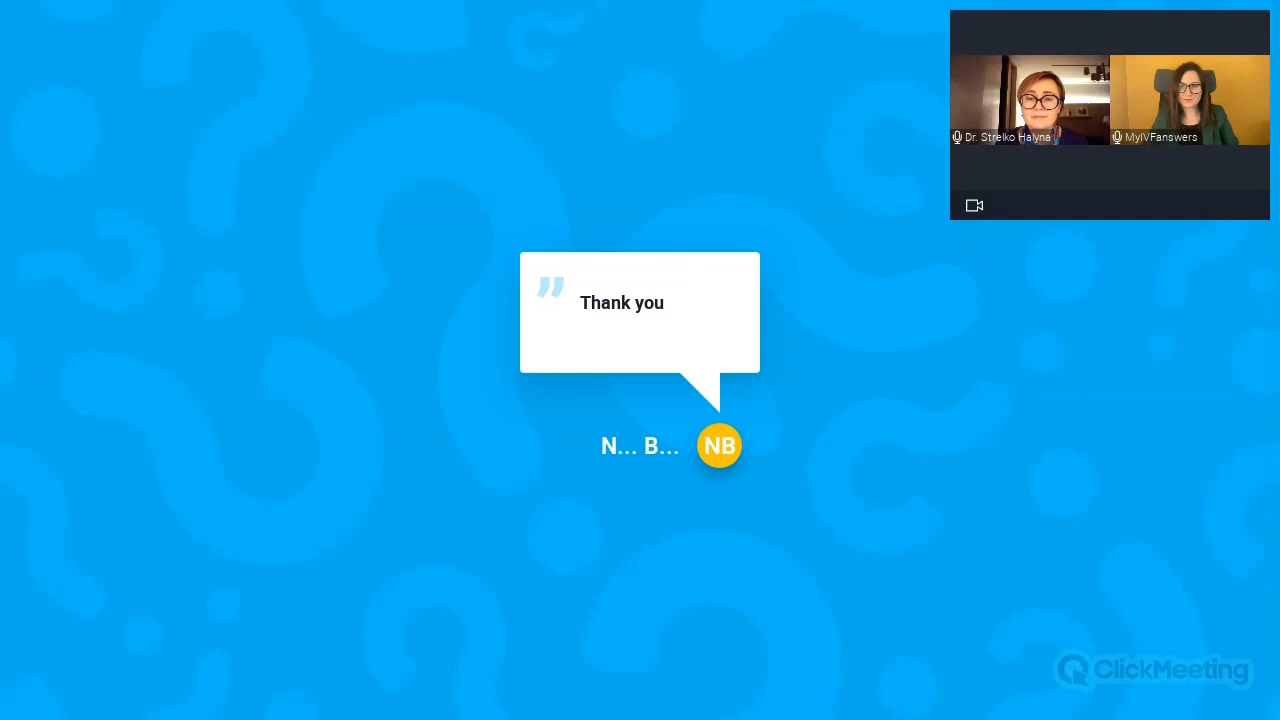 Dr. Strelko Halyna
MyIVFanswers
Thank you
N... B...
NB
ClickMeeting